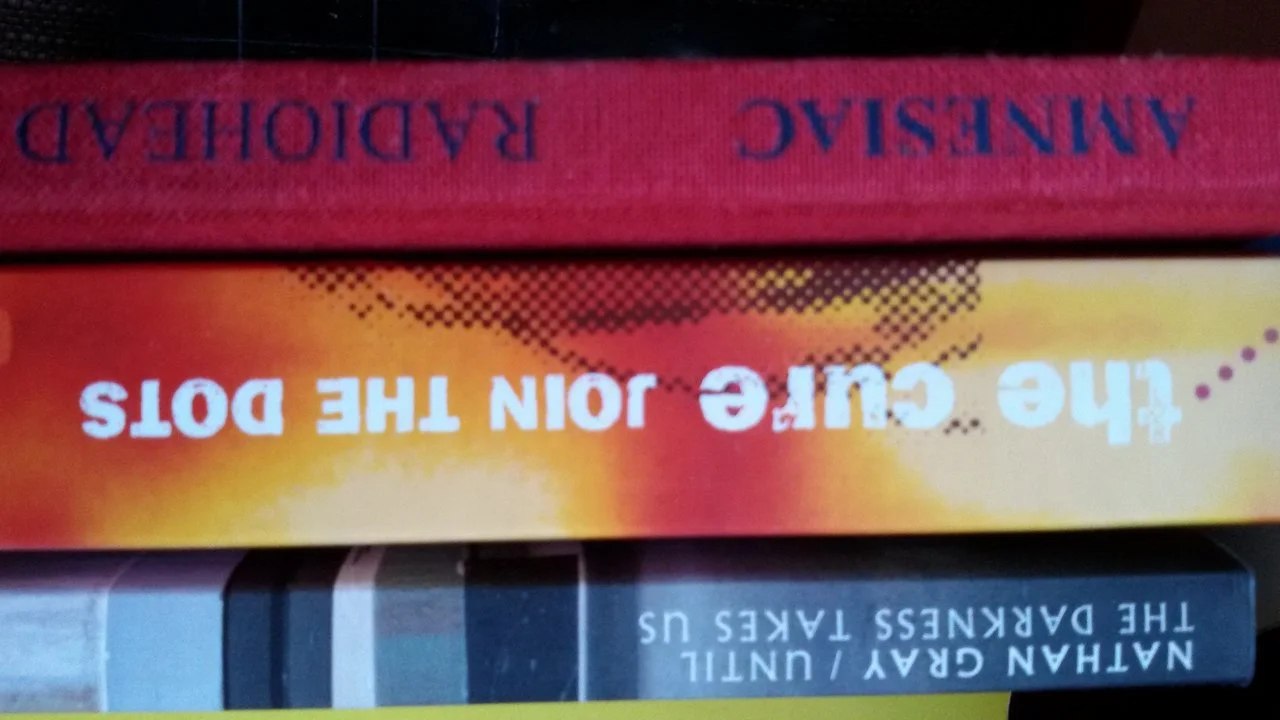 AMNESIAC RADIOHEAD
the cure JOIN THE DOTS
NATHAN GRAY / UNTIL
THE DARKNESS TAKES US